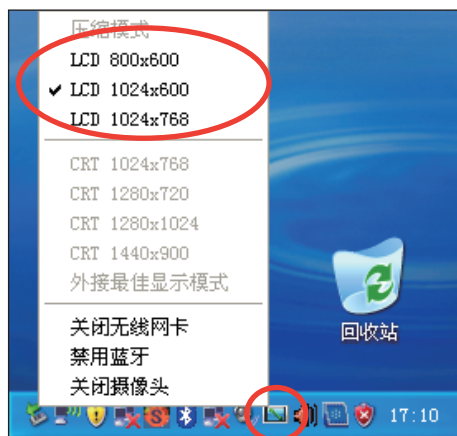 压缩模式
LCD 800x600
LCD 1024x600
LCD 1024x768
CRT 1024x768
CRT 1280x720
CRT 1280x1024
CRT 1440x900
外接最佳显示模式
关闭无线网卡
禁用蓝牙
关闭摄像头
回收站
17:10